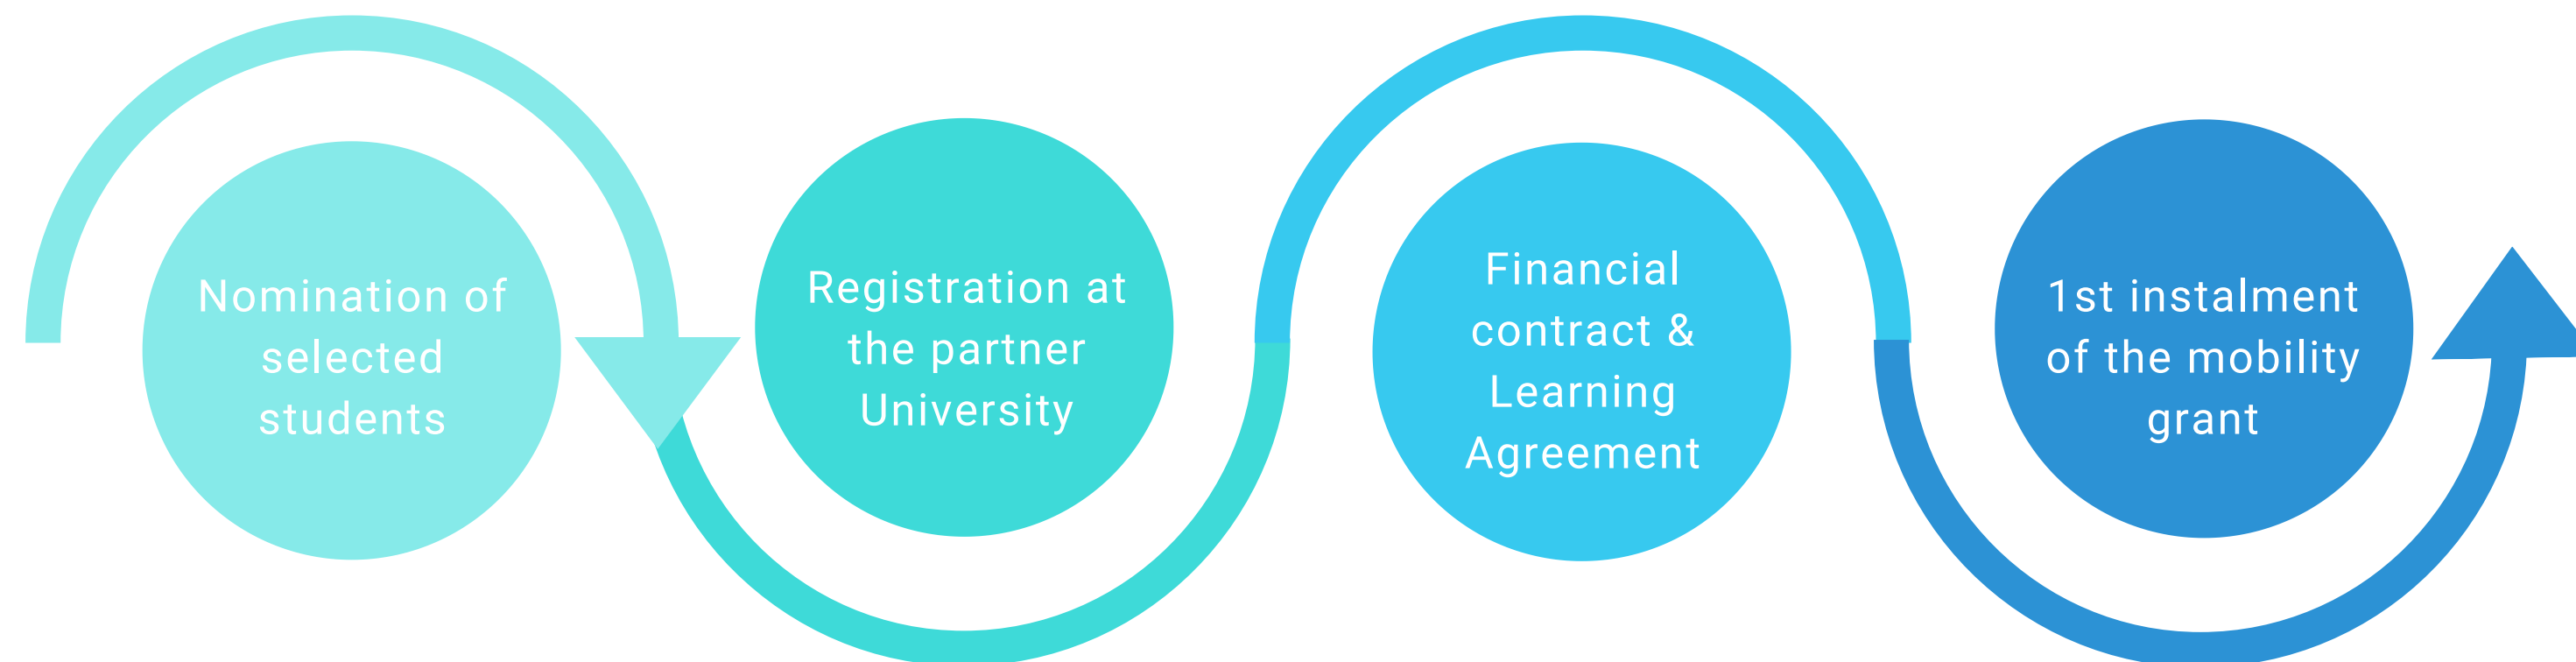 Nomination of
selected
students
Registration at
the partner
University
Financial
contract &
Learning
Agreement
1st instalment
of the mobility
grant